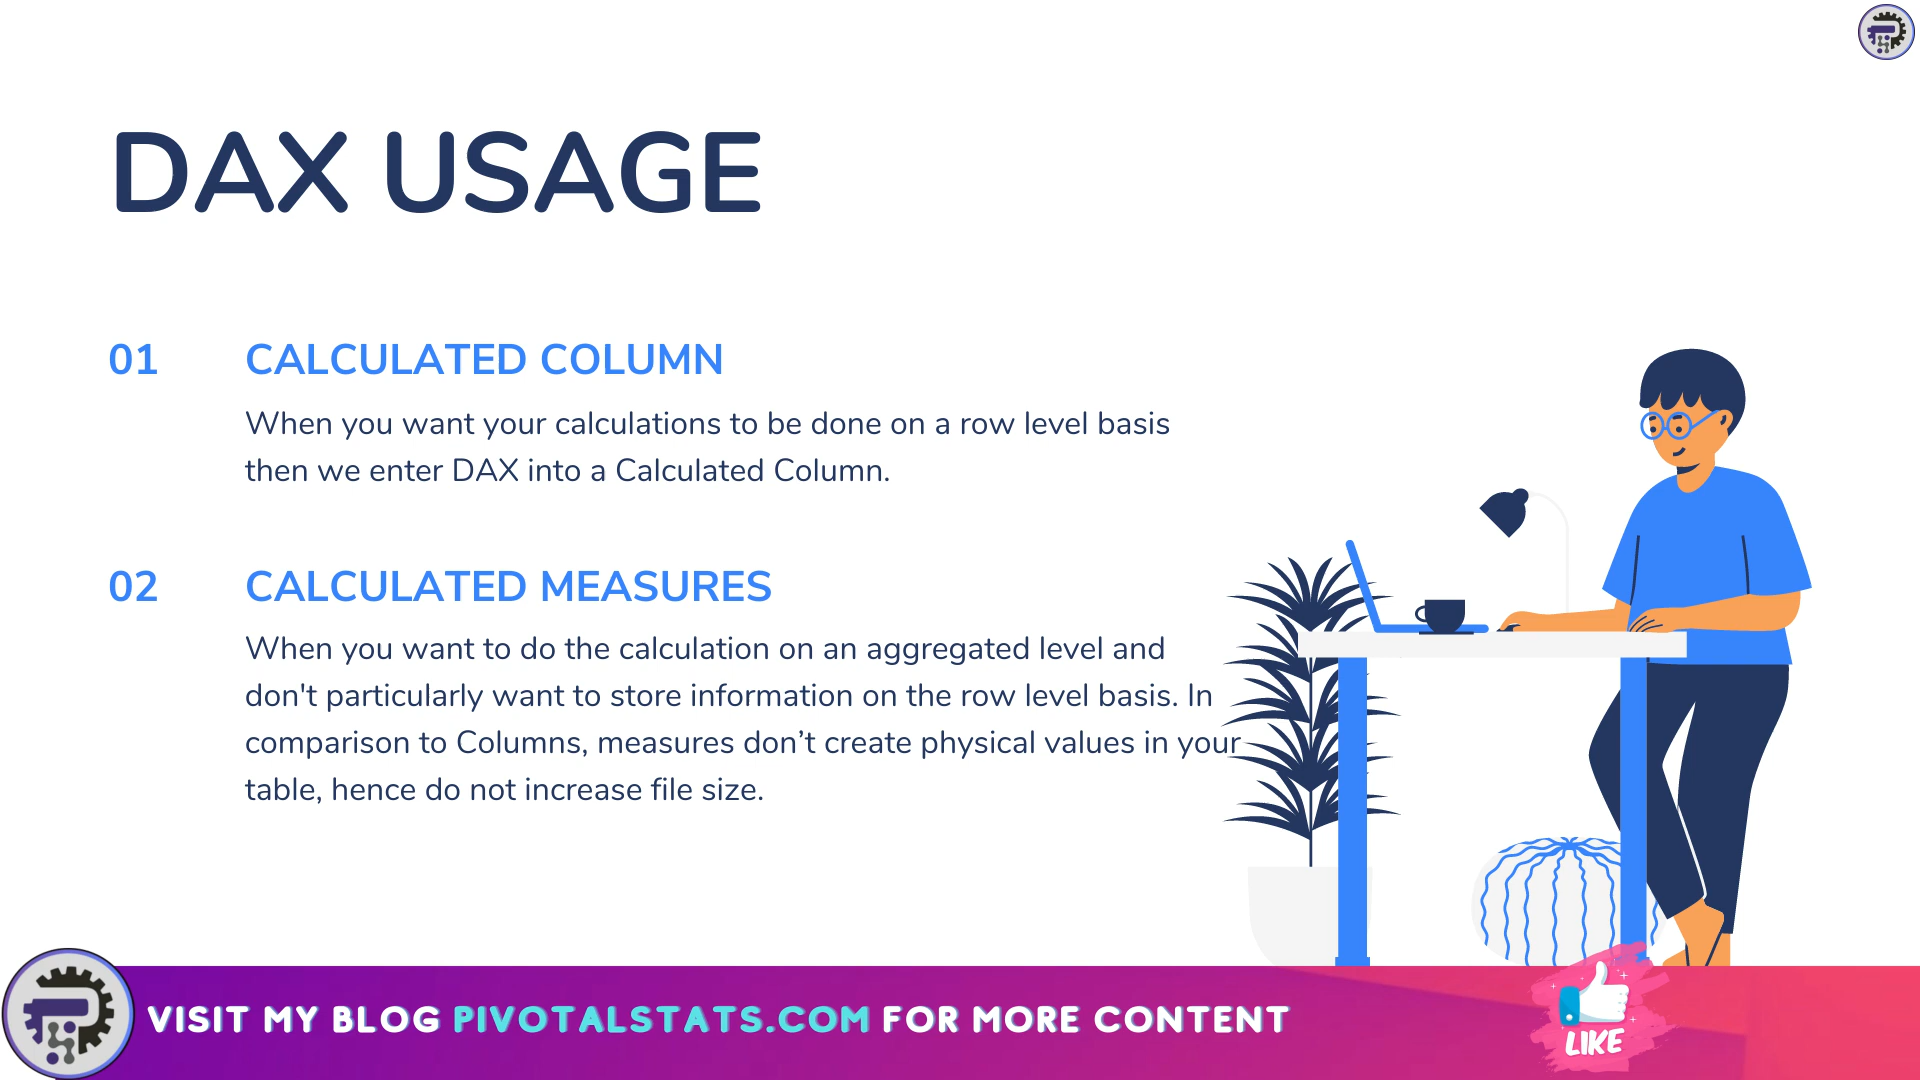 DAX USAGE
01 CALCULATED COLUMN
When you want your calculations to be done on a row level basis
then we enter DAX into a Calculated Column.
02 CALCULATED MEASURES
When you want to do the calculation on an aggregated level and
don't particularly want to store information on the row level basis. In
comparison to Columns, measures don’t create physical values in your
table, hence do not increase file size.
VISIT MY BLOG PIVOTALSTATS.COM FOR MORE CONTENT
LIKE